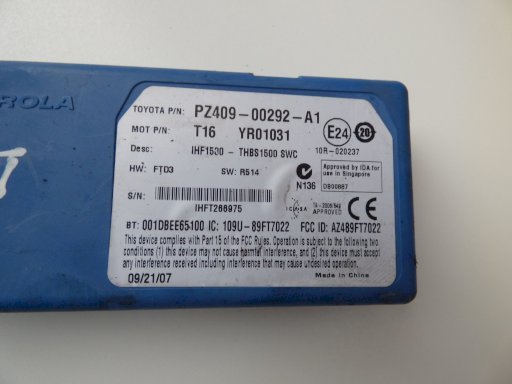 ROLA
TOYOTA P/N: PZ409-00292-A1
MOT P/N: T16 YR01031
Desc: IHF1500 - THBS1500 SWC
E24 20
10R-020237
HW: FTD3 SW: R514
N136
Approved by IDA for
use in Singapore
DB00887
S/N:
IHFT266975
APPROVED CE
BT: 001DBEE65100 IC: 109U-89FT7022 FCC ID: AZ489FT7022
This device complies with Part 15 of the FCC Rules. Operation is subject to the following two
conditions (1) this device may not cause harmful interference, and (2) this device must accept
any interference received including interference that may cause undesired operation.
09/21/07 Made in China